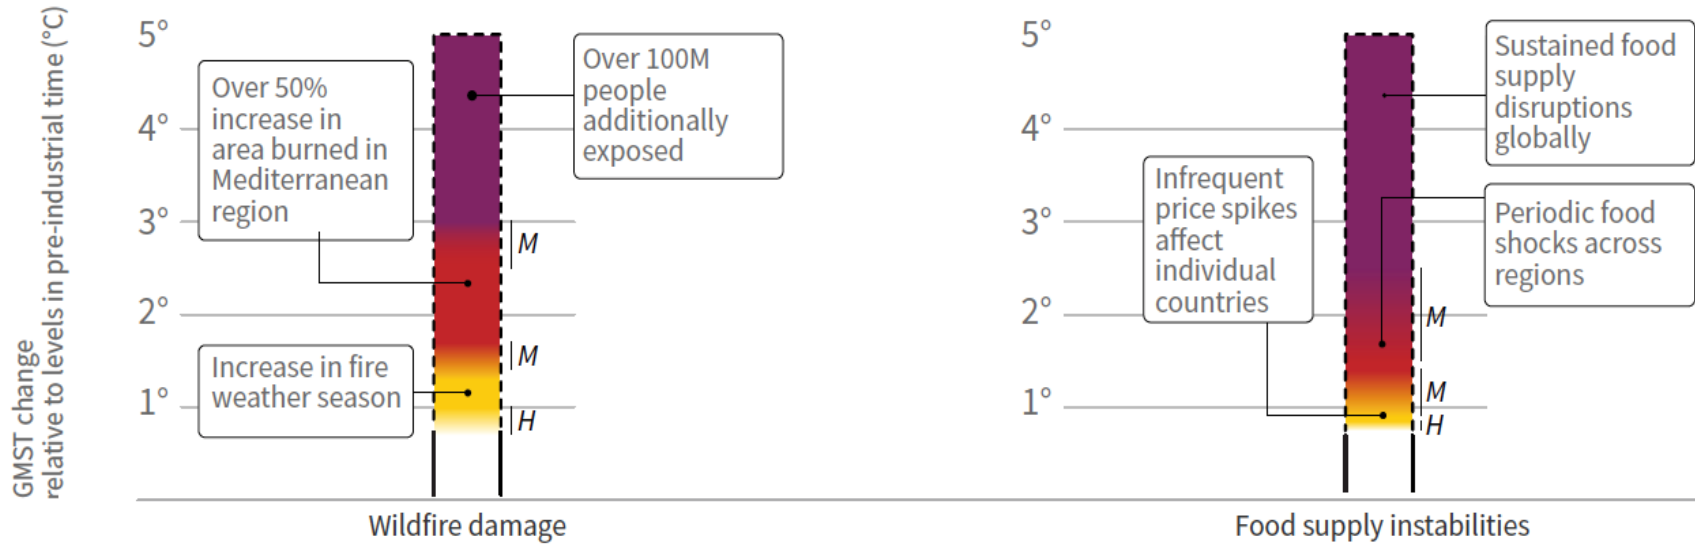 GMST change
relative to levels in pre-industrial time (°C)
5°
4°
3°
2°
1°
Over 50%
increase in
area burned in
Mediterranean
region
Over 100M
people
additionally
exposed
Increase in fire
weather season
M
M
H
Wildfire damage
5°
4°
3°
2°
1°
Infrequent
price spikes
affect
individual
countries
Sustained food
supply
disruptions
globally
Periodic food
shocks across
regions
M
M
H
Food supply instabilities